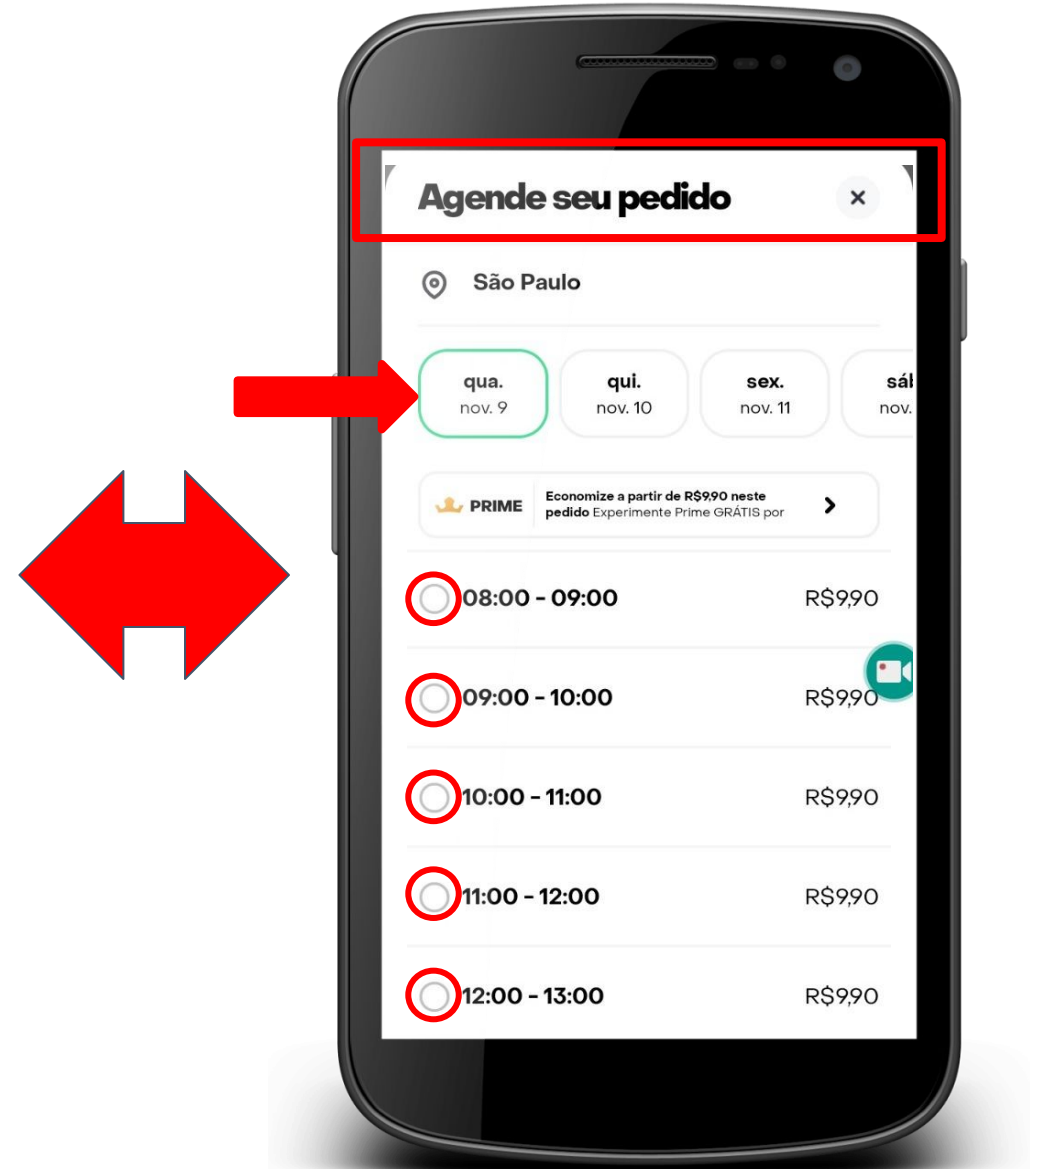 Agende seu pedido
São Paulo
qua. qui. sex. sáb
nov. 9 nov. 10 nov. 11 nov.
PRIME Economize a partir de R$9,90 neste
pedido Experimente Prime GRÁTIS por
08:00 - 09:00 R$9,90
09:00 - 10:00 R$9,90
10:00 - 11:00 R$9,90
11:00 - 12:00 R$9,90
12:00 - 13:00 R$9,90